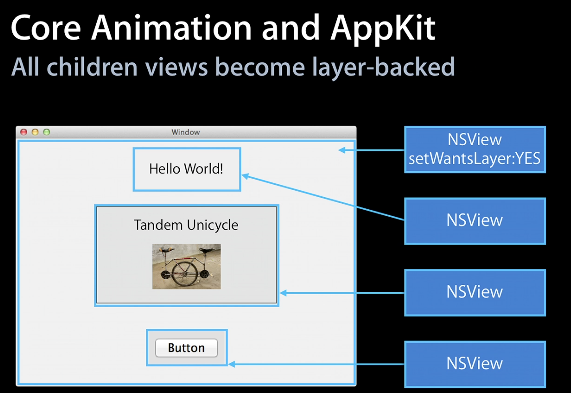 Core Animation and AppKit
All children views become layer-backed
Window
Hello World!
Tandem Unicycle
Button
NSView
setWantsLayer:YES
NSView
NSView
NSView